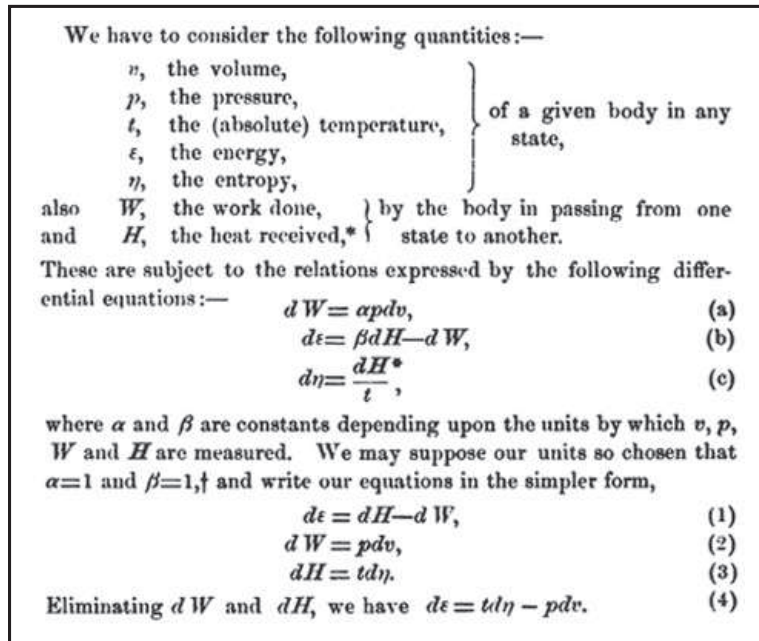 We have to consider the following quantities:—
v, the volume,
p, the pressure,
t, the (absolute) temperature,
ε, the energy,
η, the entropy,
of a given body in any
state,
also W, the work done,
and H, the heat received,*
by the body in passing from one
state to another.
These are subject to the relations expressed by the following differ-
ential equations:—
dW=αpdv, (a)
dε=βdH—dW, (b)
dη=dH*/t, (c)
where α and β are constants depending upon the units by which v, p,
W and H are measured. We may suppose our units so chosen that
α=1 and β=1,† and write our equations in the simpler form,
dε=dH—dW, (1)
dW=pdv, (2)
dH=tdη. (3)
Eliminating dW and dH, we have dε=tdη – pdv. (4)